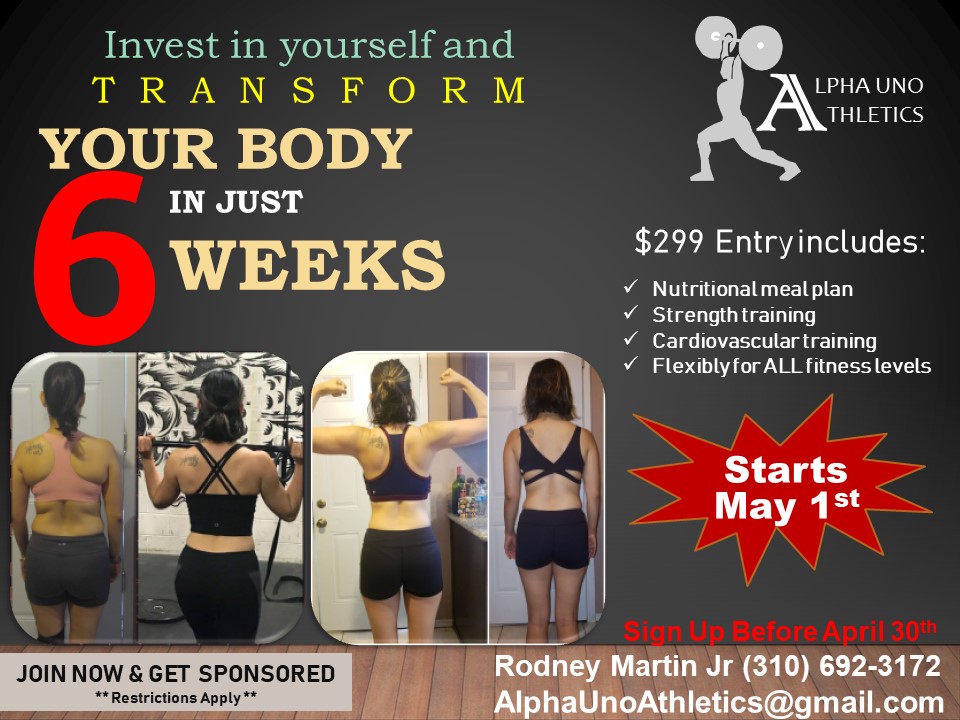 Invest in yourself and
T R A N S F O R M
YOUR BODY
6
IN JUST
WEEKS
ALPHA UNO
ATHLETICS
$299 Entry includes:
✓ Nutritional meal plan
✓ Strength training
✓ Cardiovascular training
✓ Flexibly for ALL fitness levels
Starts
May 1st
Sign Up Before April 30th
Rodney Martin Jr (310) 692-3172
AlphaUnoAthletics@gmail.com
JOIN NOW & GET SPONSORED
** Restrictions Apply **